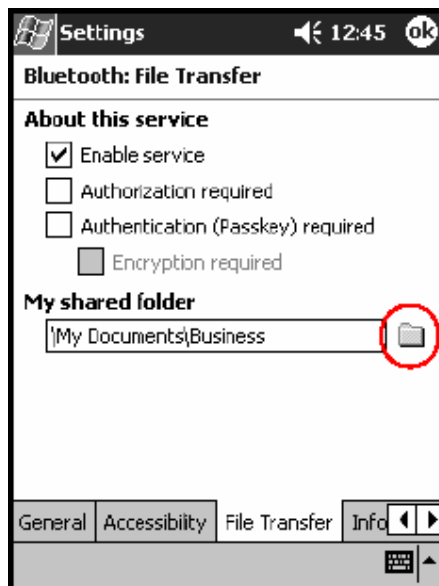 Settings 12:45 ok
Bluetooth: File Transfer
About this service
Enable service
Authorization required
Authentication (Passkey) required
Encryption required
My shared folder
\My Documents\Business
General Accessibility File Transfer Info